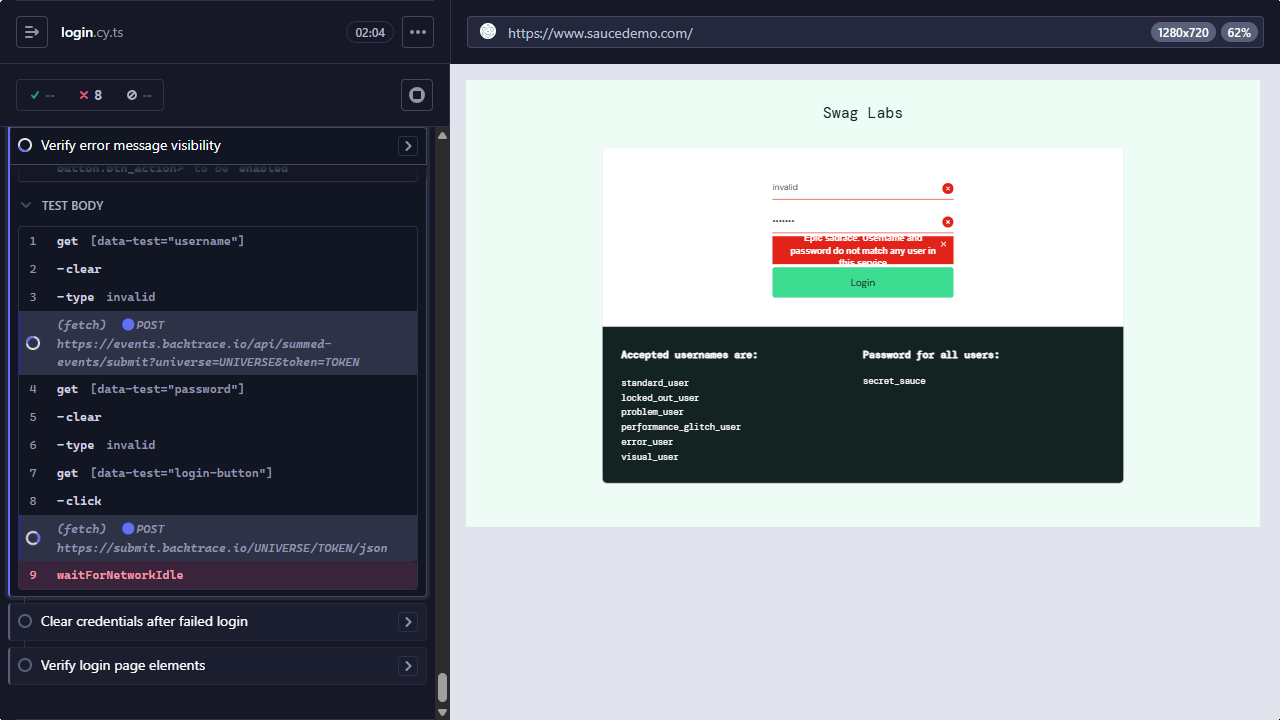 login.cy.ts
02:04
https://www.saucedemo.com/
1280x720
62%
--
8
--
Verify error message visibility
button.btn_action> to be enabled
TEST BODY
1 get [data-test="username"]
2 -clear
3 -type invalid
(fetch) POST
https://events.backtrace.io/api/summed-
events/submit?universe=UNIVERSE&token=TOKEN
4 get [data-test="password"]
5 -clear
6 -type invalid
7 get [data-test="login-button"]
8 -click
(fetch) POST
https://submit.backtrace.io/UNIVERSE/TOKEN/json
9 waitForNetworkIdle
Clear credentials after failed login
Verify login page elements
Swag Labs
invalid
•••••••
Epic sadface: Username and
password do not match any user in
this service
Login
Accepted usernames are:
standard_user
locked_out_user
problem_user
performance_glitch_user
error_user
visual_user
Password for all users:
secret_sauce